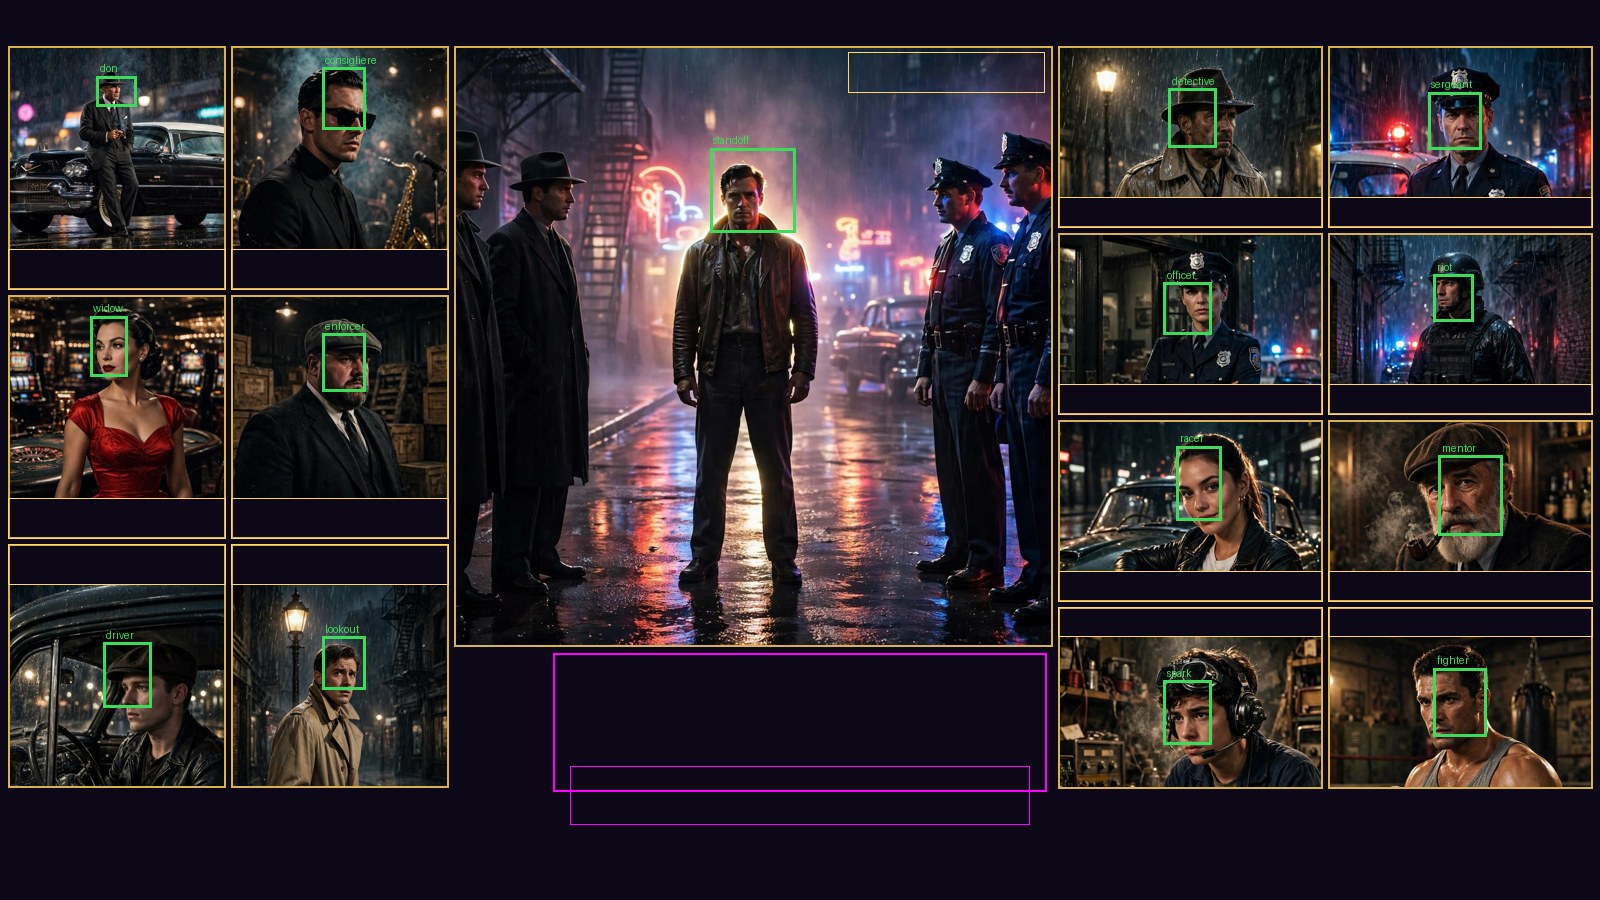 don
consigliere
standoff
detective
sergeant
officer
riot
widow
enforcer
racer
mentor
driver
lookout
spark
fighter